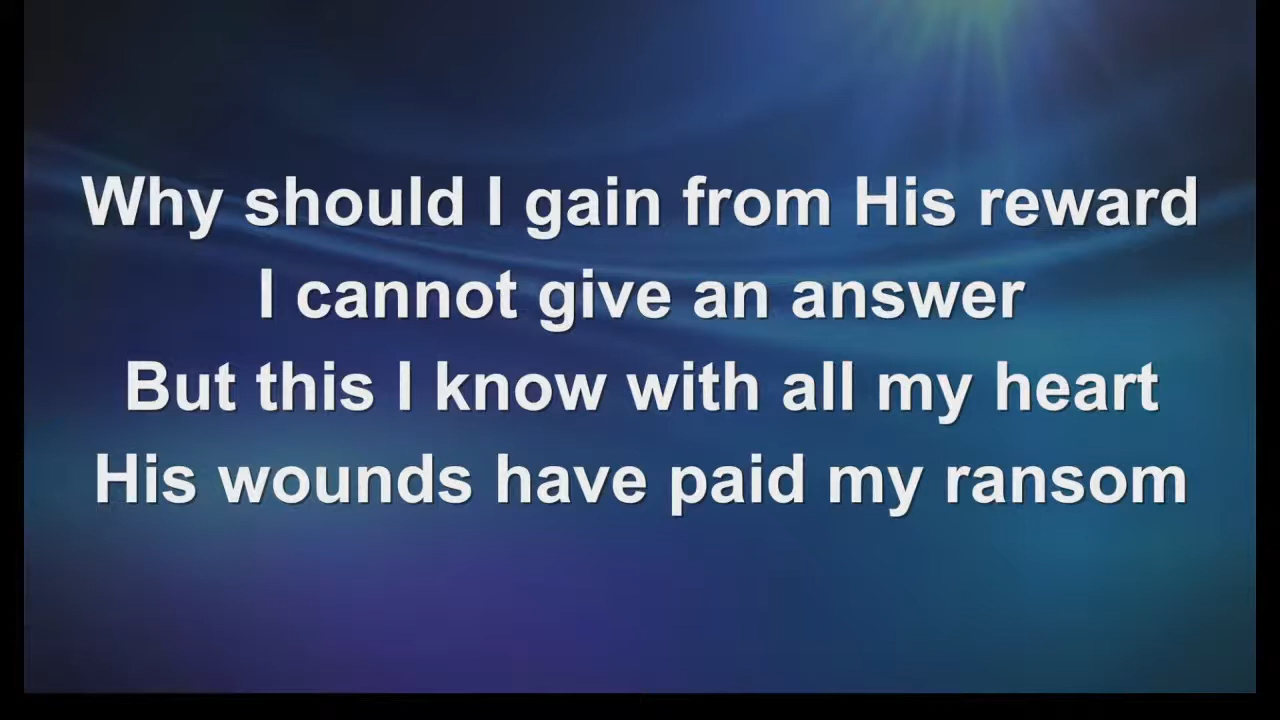 Why should I gain from His reward
I cannot give an answer
But this I know with all my heart
His wounds have paid my ransom